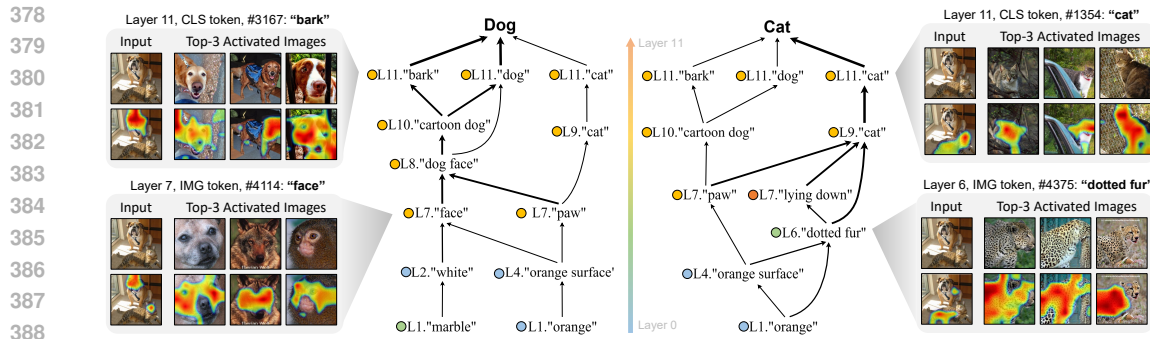 378
379
380
381
382
383
384
385
386
387
388
Layer 11, CLS token, #3167: "bark"
Input
Top-3 Activated Images
Layer 7, IMG token, #4114: "face"
Input
Top-3 Activated Images
Dog
L11."bark"
L11."dog"
L11."cat"
L10."cartoon dog"
L9."cat"
L8."dog face"
L7."face"
L7."paw"
L2."white"
L4."orange surface'
L1."marble"
L1."orange"
Layer 11
Layer 0
Cat
L11."bark"
L11."dog"
L11."cat"
L10."cartoon dog"
L9."cat"
L7."paw"
L7."lying down"
L6."dotted fur"
L4."orange surface"
L1."orange"
Layer 11, CLS token, #1354: "cat"
Input
Top-3 Activated Images
Layer 6, IMG token, #4375: "dotted fur"
Input
Top-3 Activated Images